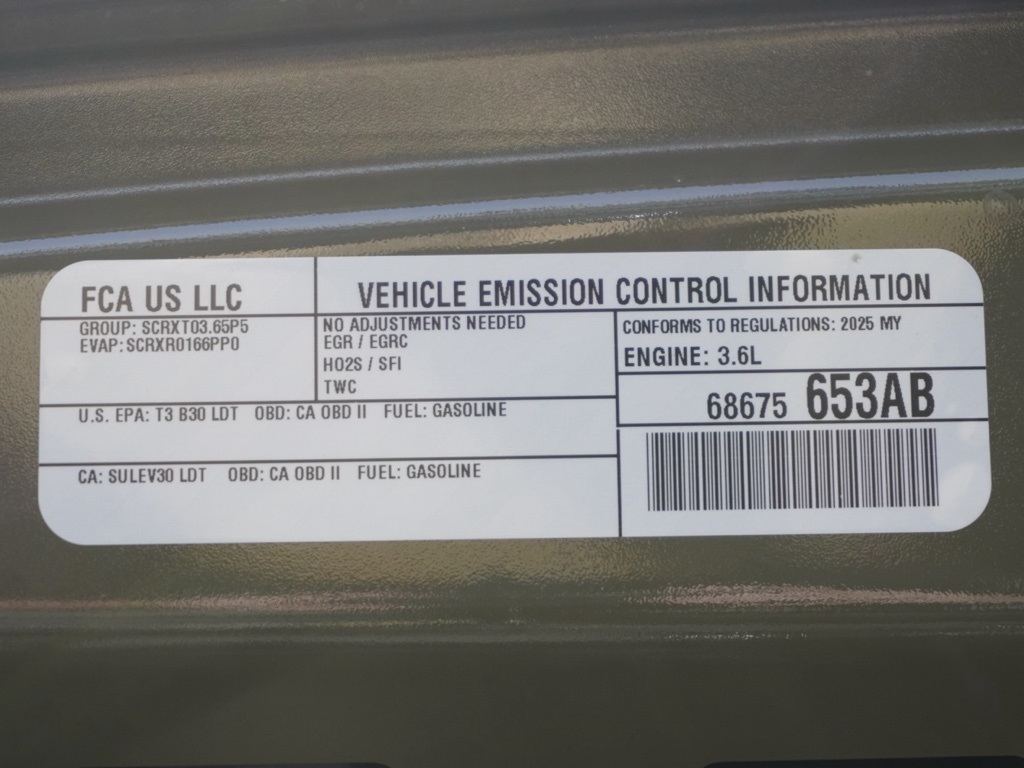 FCA US LLC
VEHICLE EMISSION CONTROL INFORMATION
GROUP: SCRXT03.65P5
EVAP: SCRXR0166PP0
NO ADJUSTMENTS NEEDED
EGR / EGRC
HO2S / SFI
TWC
CONFORMS TO REGULATIONS: 2025 MY
ENGINE: 3.6L
68675 653AB
U.S. EPA: T3 B30 LDT OBD: CA OBD II FUEL: GASOLINE
CA: SULEV30 LDT OBD: CA OBD II FUEL: GASOLINE